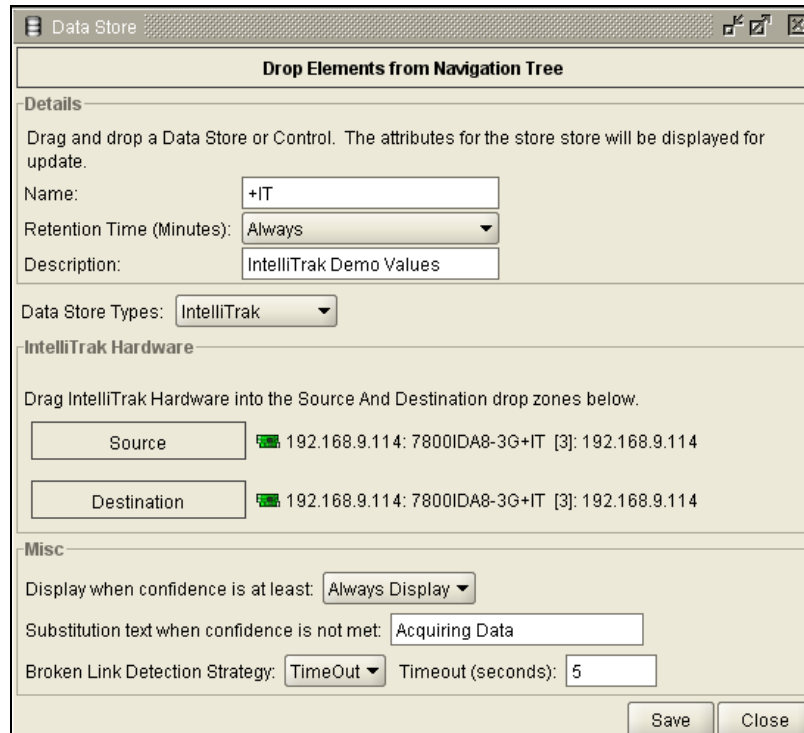 Data Store
Drop Elements from Navigation Tree
Details
Drag and drop a Data Store or Control. The attributes for the store store will be displayed for
update.
Name: +IT
Retention Time (Minutes): Always
Description: IntelliTrak Demo Values
Data Store Types: IntelliTrak
IntelliTrak Hardware
Drag IntelliTrak Hardware into the Source And Destination drop zones below.
Source 192.168.9.114: 7800IDA8-3G+IT [3]: 192.168.9.114
Destination 192.168.9.114: 7800IDA8-3G+IT [3]: 192.168.9.114
Misc
Display when confidence is at least: Always Display
Substitution text when confidence is not met: Acquiring Data
Broken Link Detection Strategy: TimeOut Timeout (seconds): 5
Save Close